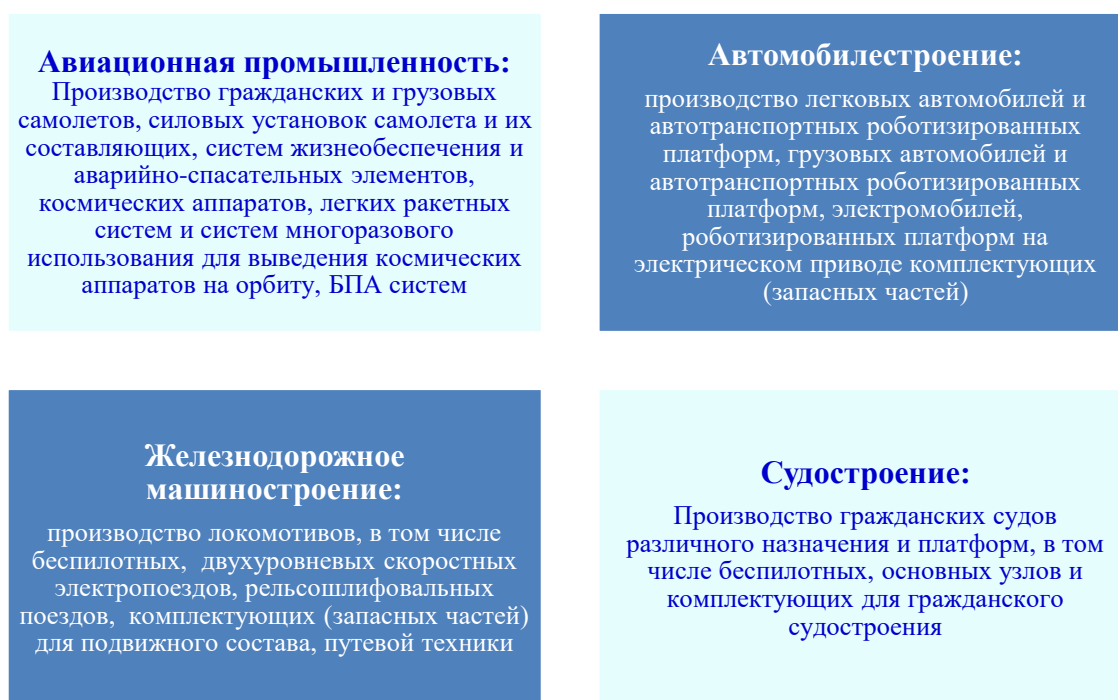 Авиационная промышленность:
Производство гражданских и грузовых
самолетов, силовых установок самолета и их
составляющих, систем жизнеобеспечения и
аварийно-спасательных элементов,
космических аппаратов, легких ракетных
систем и систем многоразового
использования для выведения космических
аппаратов на орбиту, БПА систем
Автомобилестроение:
производство легковых автомобилей и
автотранспортных роботизированных
платформ, грузовых автомобилей и
автотранспортных роботизированных
платформ, электромобилей,
роботизированных платформ на
электрическом приводе комплектующих
(запасных частей)
Железнодорожное
машиностроение:
производство локомотивов, в том числе
беспилотных, двухуровневых скоростных
электропоездов, рельсошлифовальных
поездов, комплектующих (запасных частей)
для подвижного состава, путевой техники
Судостроение:
Производство гражданских судов
различного назначения и платформ, в том
числе беспилотных, основных узлов и
комплектующих для гражданского
судостроения